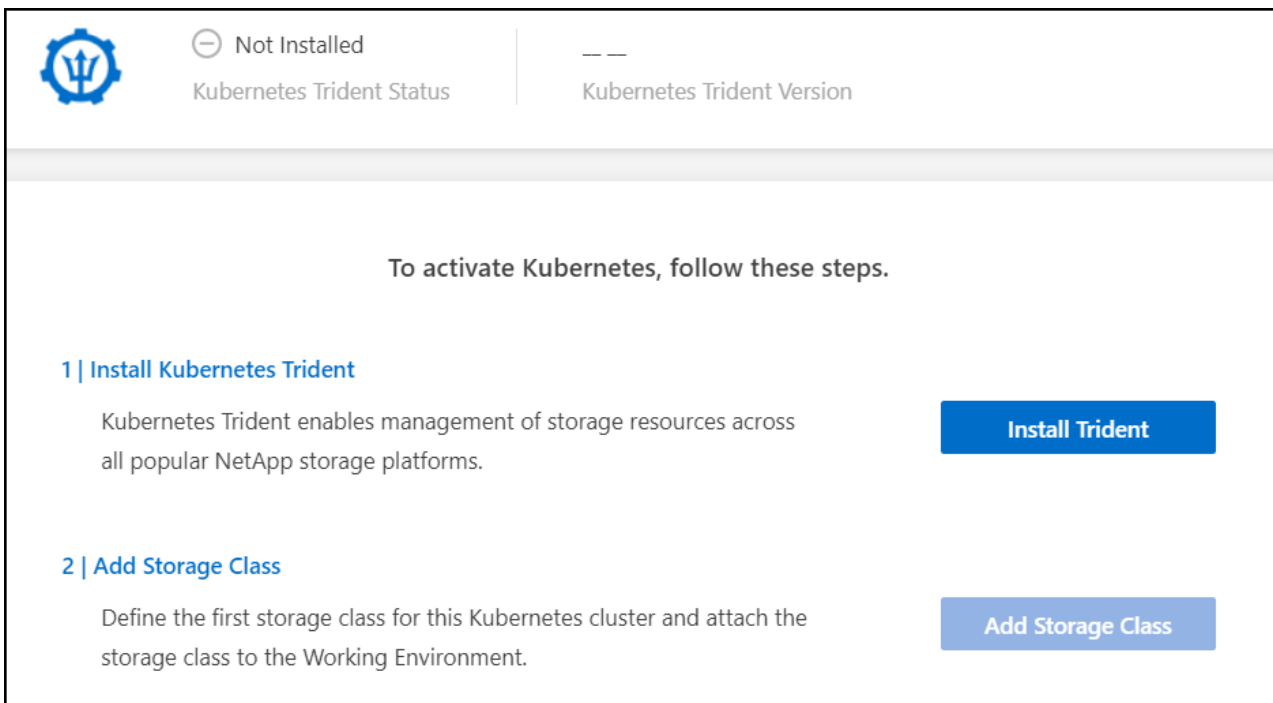 Not Installed
Kubernetes Trident Status
__ __
Kubernetes Trident Version
To activate Kubernetes, follow these steps.
1 | Install Kubernetes Trident
Kubernetes Trident enables management of storage resources across
all popular NetApp storage platforms.
Install Trident
2 | Add Storage Class
Define the first storage class for this Kubernetes cluster and attach the
storage class to the Working Environment.
Add Storage Class